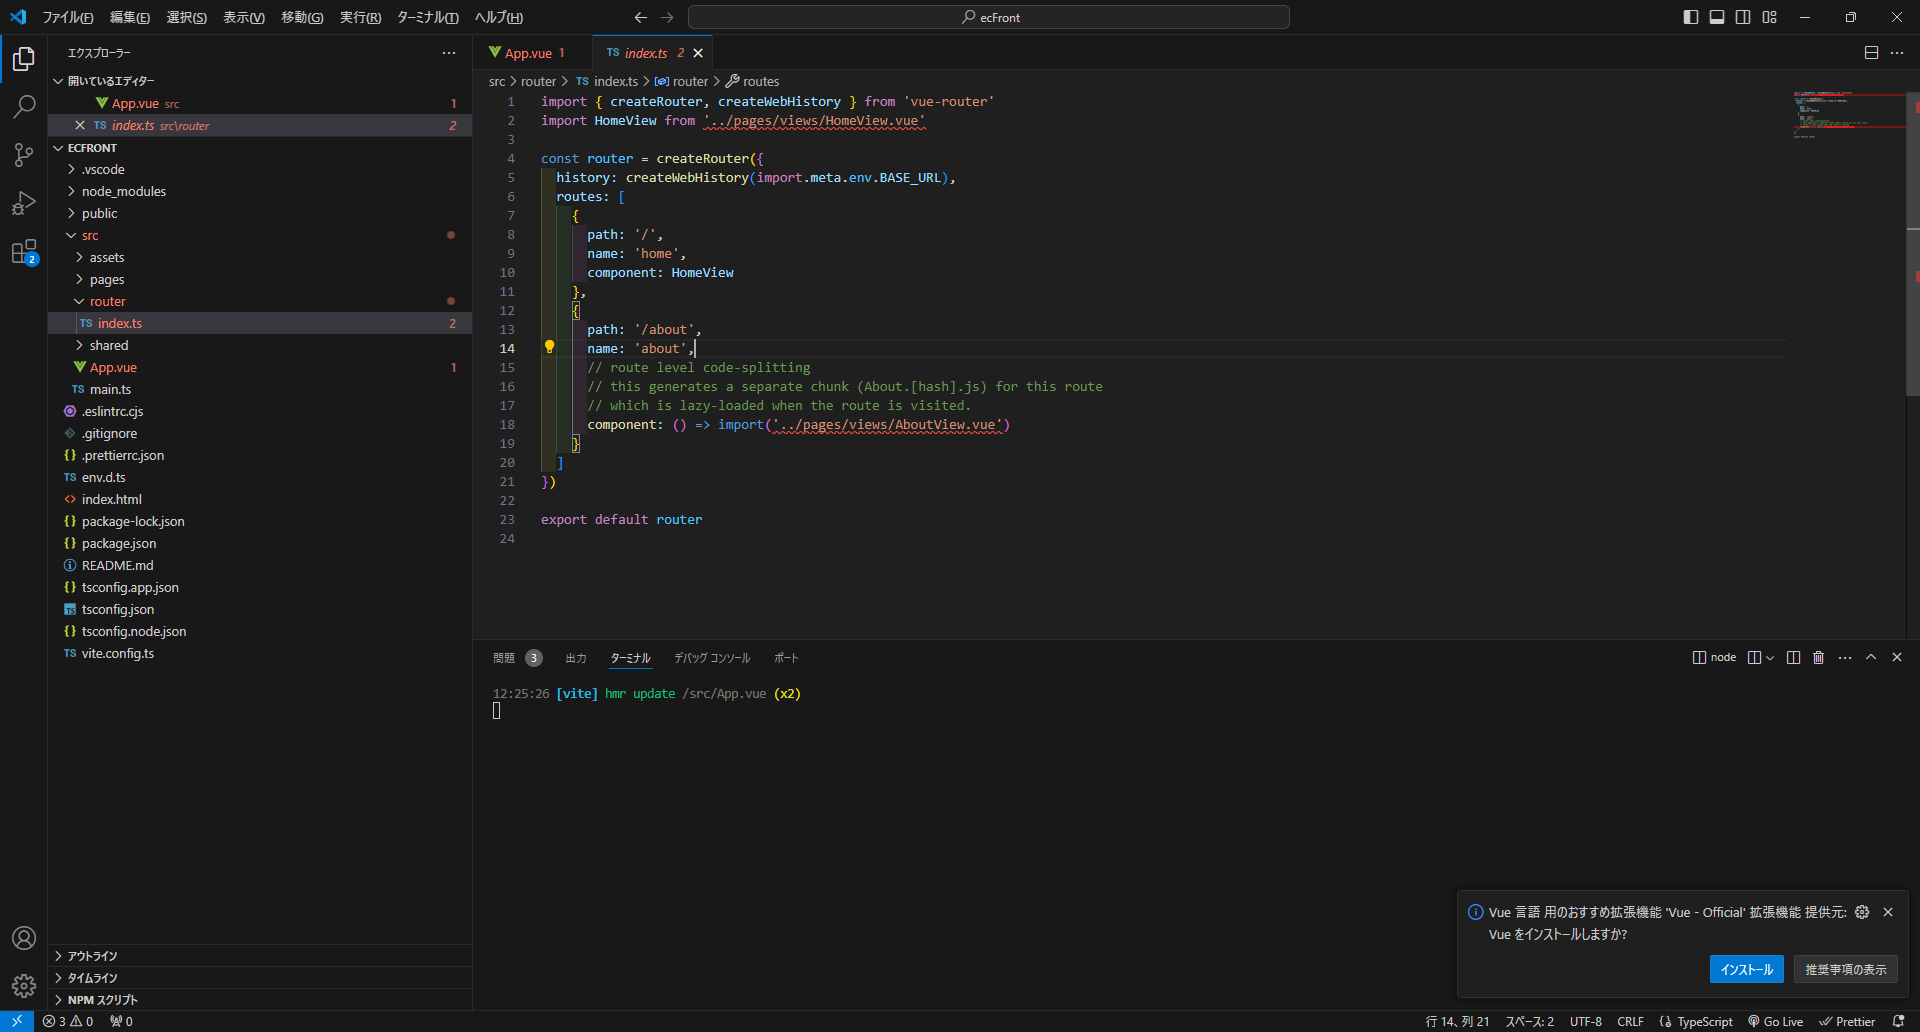 ファイル(F) 編集(E) 選択(S) 表示(V) 移動(G) 実行(R) ターミナル(T) ヘルプ(H)
ecFront
エクスプローラー
開いているエディター
App.vue src 1
index.ts src\router 2
ECFRONT
.vscode
node_modules
public
src
assets
pages
router
TS index.ts 2
shared
App.vue 1
TS main.ts
.eslintrc.cjs
.gitignore
{} .prettierrc.json
TS env.d.ts
<> index.html
{} package-lock.json
{} package.json
README.md
{} tsconfig.app.json
TS tsconfig.json
{} tsconfig.node.json
TS vite.config.ts
アウトライン
タイムライン
NPM スクリプト
App.vue 1
TS index.ts 2
src > router > TS index.ts > router > routes
1 import { createRouter, createWebHistory } from 'vue-router'
2 import HomeView from '../pages/views/HomeView.vue'
3
4 const router = createRouter({
5 history: createWebHistory(import.meta.env.BASE_URL),
6 routes: [
7 {
8 path: '/',
9 name: 'home',
10 component: HomeView
11 },
12 {
13 path: '/about',
14 name: 'about',
15 // route level code-splitting
16 // this generates a separate chunk (About.[hash].js) for this route
17 // which is lazy-loaded when the route is visited.
18 component: () => import('../pages/views/AboutView.vue')
19 }
20 ]
21 })
22
23 export default router
24
問題 3 出力 ターミナル デバッグ コンソール ポート
node
12:25:26 [vite] hmr update /src/App.vue (x2)
Vue 言語 用のおすすめ拡張機能 'Vue - Official' 拡張機能 提供元:
Vue をインストールしますか?
インストール 推奨事項の表示
2
3 0 0
行 14、列 21 スペース: 2 UTF-8 CRLF {} TypeScript Go Live Prettier